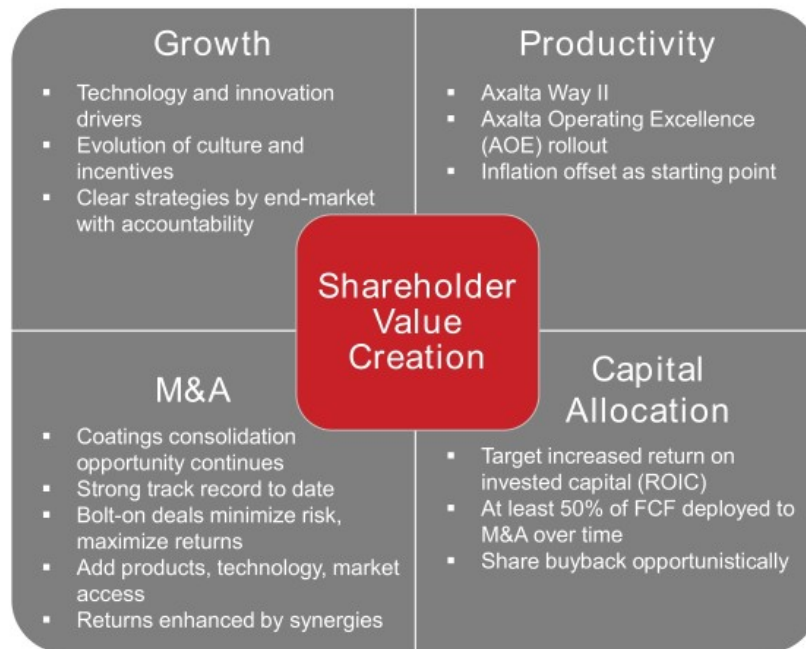 Growth
▪ Technology and innovation
drivers
▪ Evolution of culture and
incentives
▪ Clear strategies by end-market
with accountability
Productivity
▪ Axalta Way II
▪ Axalta Operating Excellence
(AOE) rollout
▪ Inflation offset as starting point
Shareholder
Value
Creation
M&A
▪ Coatings consolidation
opportunity continues
▪ Strong track record to date
▪ Bolt-on deals minimize risk,
maximize returns
▪ Add products, technology, market
access
▪ Returns enhanced by synergies
Capital
Allocation
▪ Target increased return on
invested capital (ROIC)
▪ At least 50% of FCF deployed to
M&A over time
▪ Share buyback opportunistically